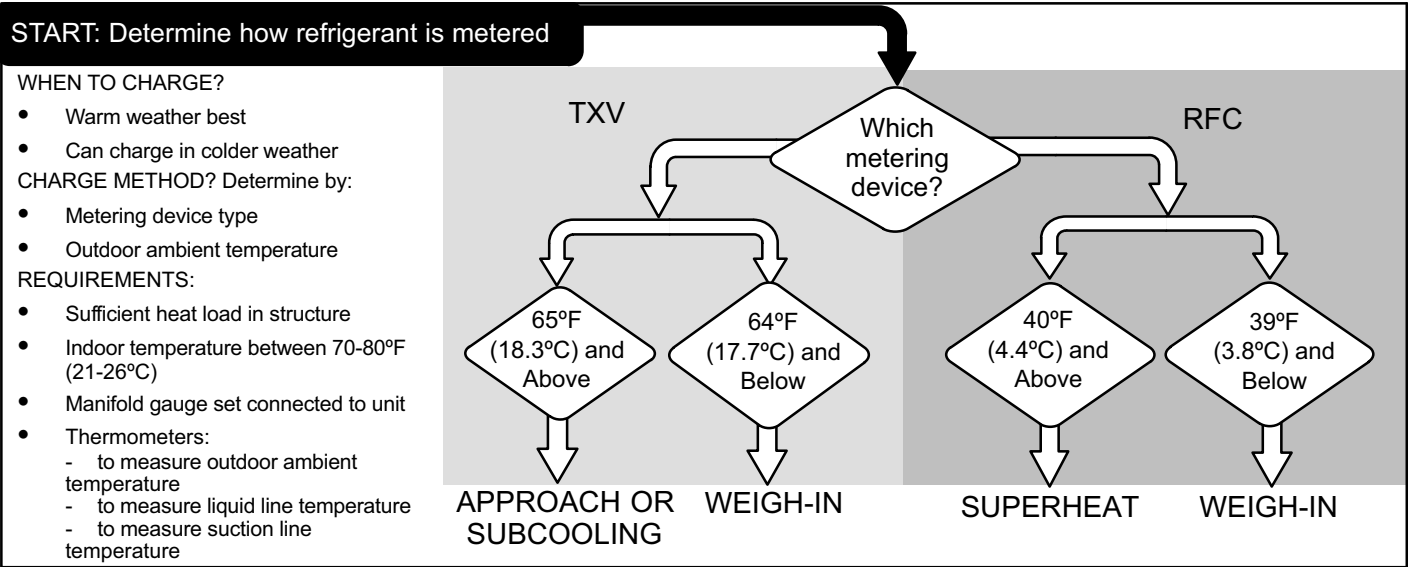 START: Determine how refrigerant is metered
WHEN TO CHARGE?
• Warm weather best
• Can charge in colder weather
CHARGE METHOD? Determine by:
• Metering device type
• Outdoor ambient temperature
REQUIREMENTS:
• Sufficient heat load in structure
• Indoor temperature between 70-80ºF
(21-26ºC)
• Manifold gauge set connected to unit
• Thermometers:
- to measure outdoor ambient
temperature
- to measure liquid line temperature
- to measure suction line
temperature
TXV
Which
metering
device?
RFC
65ºF
(18.3ºC) and
Above
64ºF
(17.7ºC) and
Below
40ºF
(4.4ºC) and
Above
39ºF
(3.8ºC) and
Below
APPROACH OR
SUBCOOLING
WEIGH-IN
SUPERHEAT
WEIGH-IN